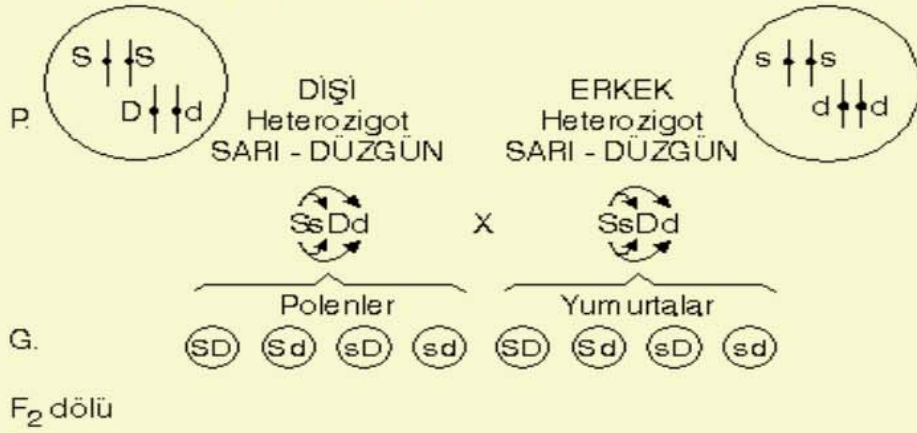 S S s s
D d d d
P. DİŞİ ERKEK
Heterozigot Heterozigot
SARI - DÜZGÜN SARI - DÜZGÜN
SsDd X SsDd
Polenler Yumurtalar
G. SD Sd sD sd SD Sd sD sd
F₂ dölü